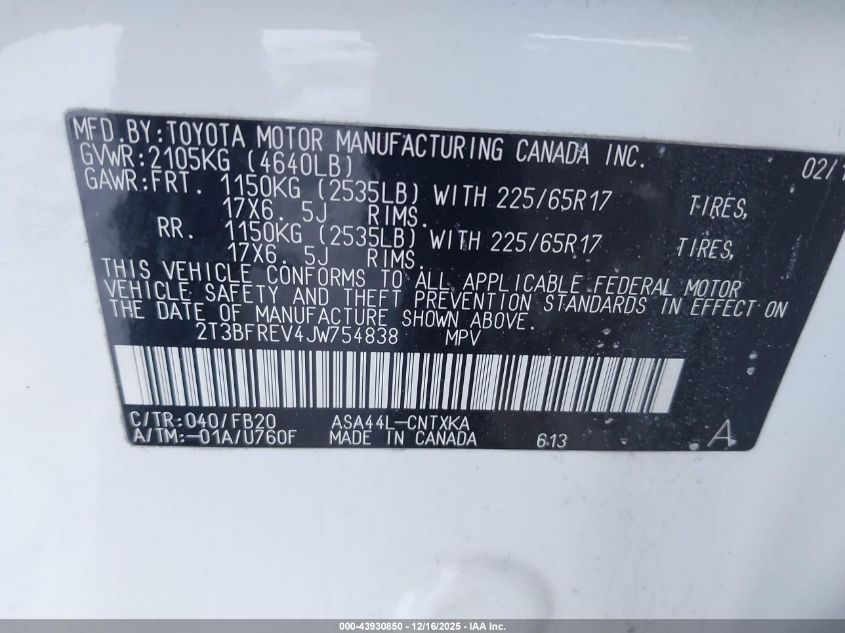 MFD.BY:TOYOTA MOTOR MANUFACTURING CANADA INC. 02/
GVWR:2105KG (4640LB)
GAWR:FRT. 1150KG (2535LB) WITH 225/65R17 TIRES,
17X6. 5J RIMS.
RR. 1150KG (2535LB) WITH 225/65R17 TIRES,
17X6. 5J RIMS.
THIS VEHICLE CONFORMS TO ALL APPLICABLE FEDERAL MOTOR
VEHICLE SAFETY AND THEFT PREVENTION STANDARDS IN EFFECT ON
THE DATE OF MANUFACTURE SHOWN ABOVE.
2T3BFREV4JW754838 MPV
C/TR:040/FB20 ASA44L-CNTXKA
A/TM:-01A/U760F MADE IN CANADA 613 A
000-43930850 - 12/16/2025 - IAA Inc.